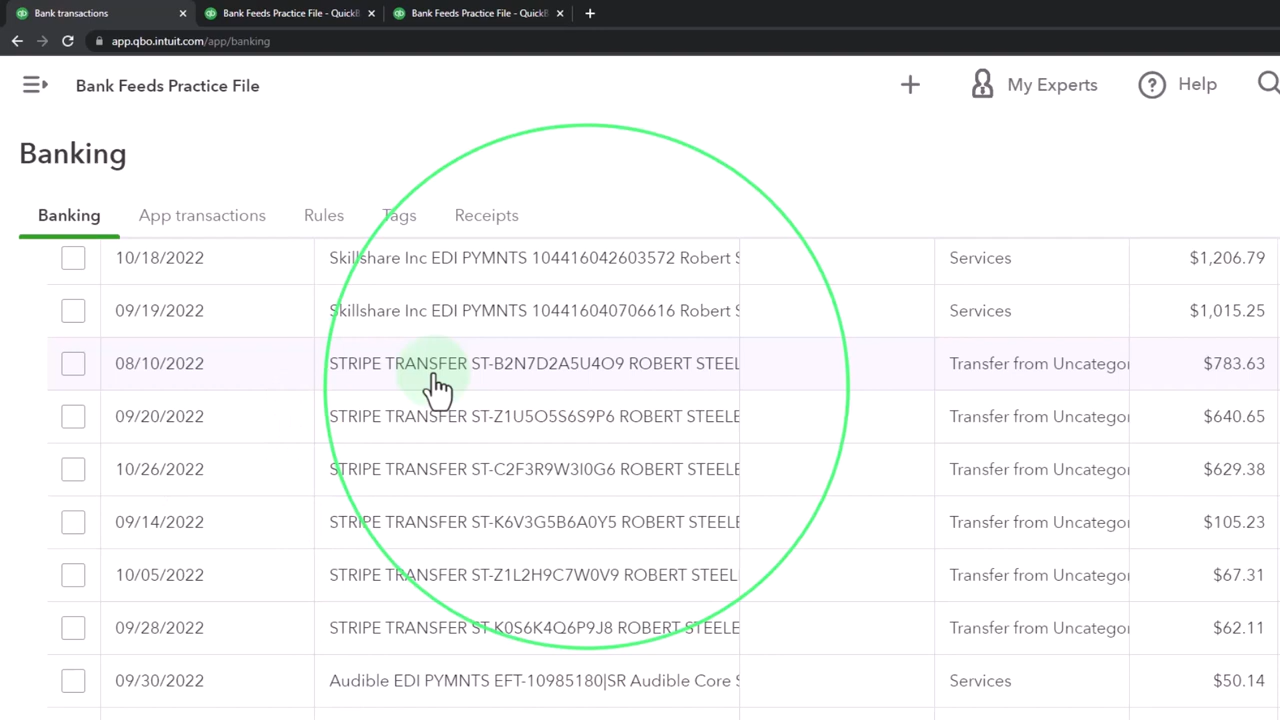 Bank transactions Bank Feeds Practice File - QuickB Bank Feeds Practice File - QuickB
app.qbo.intuit.com/app/banking
Bank Feeds Practice File My Experts Help
Banking
Banking App transactions Rules Tags Receipts
10/18/2022 Skillshare Inc EDI PYMNTS 104416042603572 Robert S Services $1,206.79
09/19/2022 Skillshare Inc EDI PYMNTS 104416040706616 Robert S Services $1,015.25
08/10/2022 STRIPE TRANSFER ST-B2N7D2A5U4O9 ROBERT STEEL Transfer from Uncategor $783.63
09/20/2022 STRIPE TRANSFER ST-Z1U5O5S6S9P6 ROBERT STEELE Transfer from Uncategor $640.65
10/26/2022 STRIPE TRANSFER ST-C2F3R9W3I0G6 ROBERT STEELE Transfer from Uncategor $629.38
09/14/2022 STRIPE TRANSFER ST-K6V3G5B6A0Y5 ROBERT STEELE Transfer from Uncategor $105.23
10/05/2022 STRIPE TRANSFER ST-Z1L2H9C7W0V9 ROBERT STEEL Transfer from Uncategor $67.31
09/28/2022 STRIPE TRANSFER ST-K0S6K4Q6P9J8 ROBERT STEELE Transfer from Uncategor $62.11
09/30/2022 Audible EDI PYMNTS EFT-10985180|SR Audible Core S Services $50.14